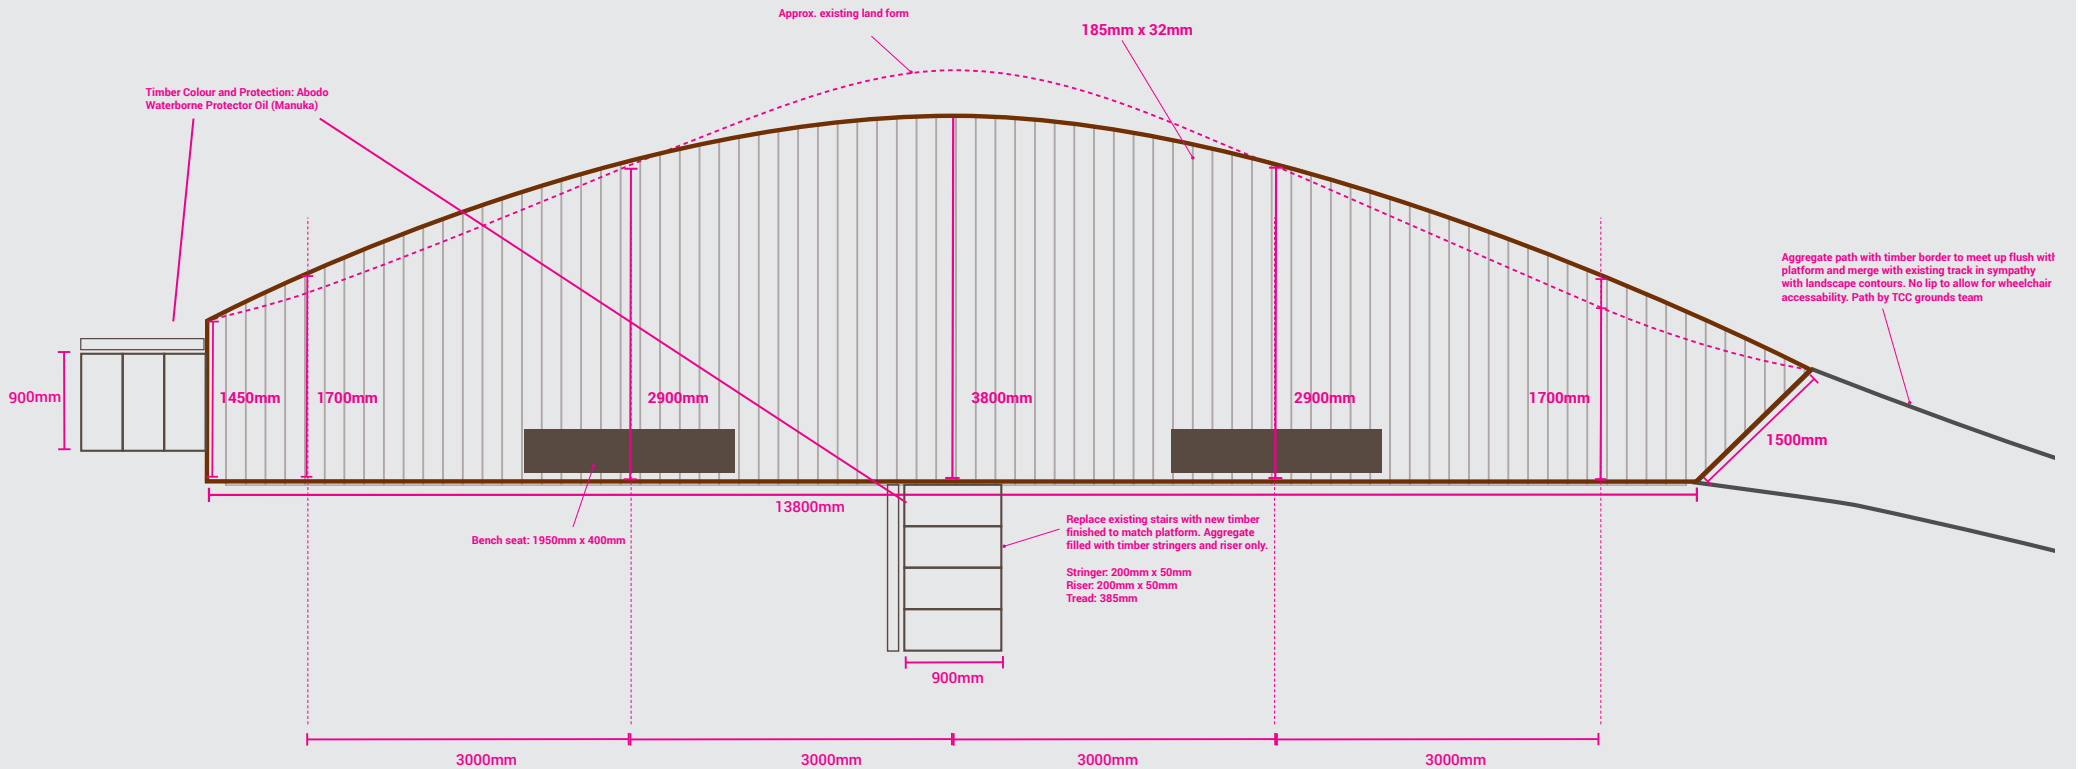 Approx. existing land form
185mm x 32mm
Timber Colour and Protection: Abodo
Waterborne Protector Oil (Manuka)
Aggregate path with timber border to meet up flush with
platform and merge with existing track in sympathy
with landscape contours. No lip to allow for wheelchair
accessability. Path by TCC grounds team
900mm
1450mm
1700mm
2900mm
3800mm
2900mm
1700mm
1500mm
13800mm
Bench seat: 1950mm x 400mm
Replace existing stairs with new timber
finished to match platform. Aggregate
filled with timber stringers and riser only.
Stringer: 200mm x 50mm
Riser: 200mm x 50mm
Tread: 385mm
900mm
3000mm
3000mm
3000mm
3000mm